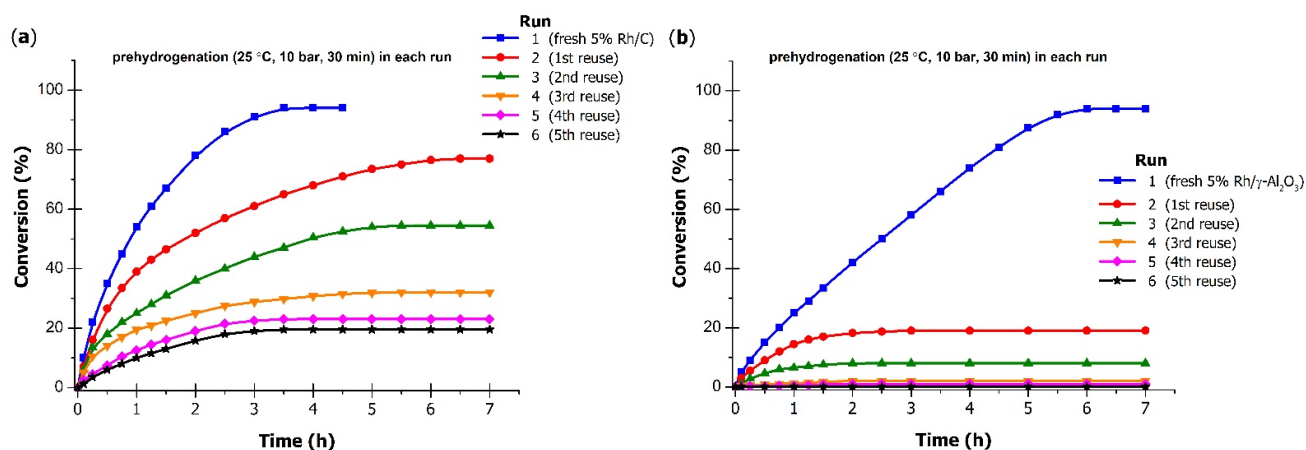 (a)
prehydrogenation (25 °C, 10 bar, 30 min) in each run
Run
1 (fresh 5% Rh/C)
2 (1st reuse)
3 (2nd reuse)
4 (3rd reuse)
5 (4th reuse)
6 (5th reuse)
Conversion (%)
100
80
60
40
20
0
0 1 2 3 4 5 6 7
Time (h)
(b)
prehydrogenation (25 °C, 10 bar, 30 min) in each run
Run
1 (fresh 5% Rh/γ-Al₂O₃)
2 (1st reuse)
3 (2nd reuse)
4 (3rd reuse)
5 (4th reuse)
6 (5th reuse)
Conversion (%)
100
80
60
40
20
0
0 1 2 3 4 5 6 7
Time (h)